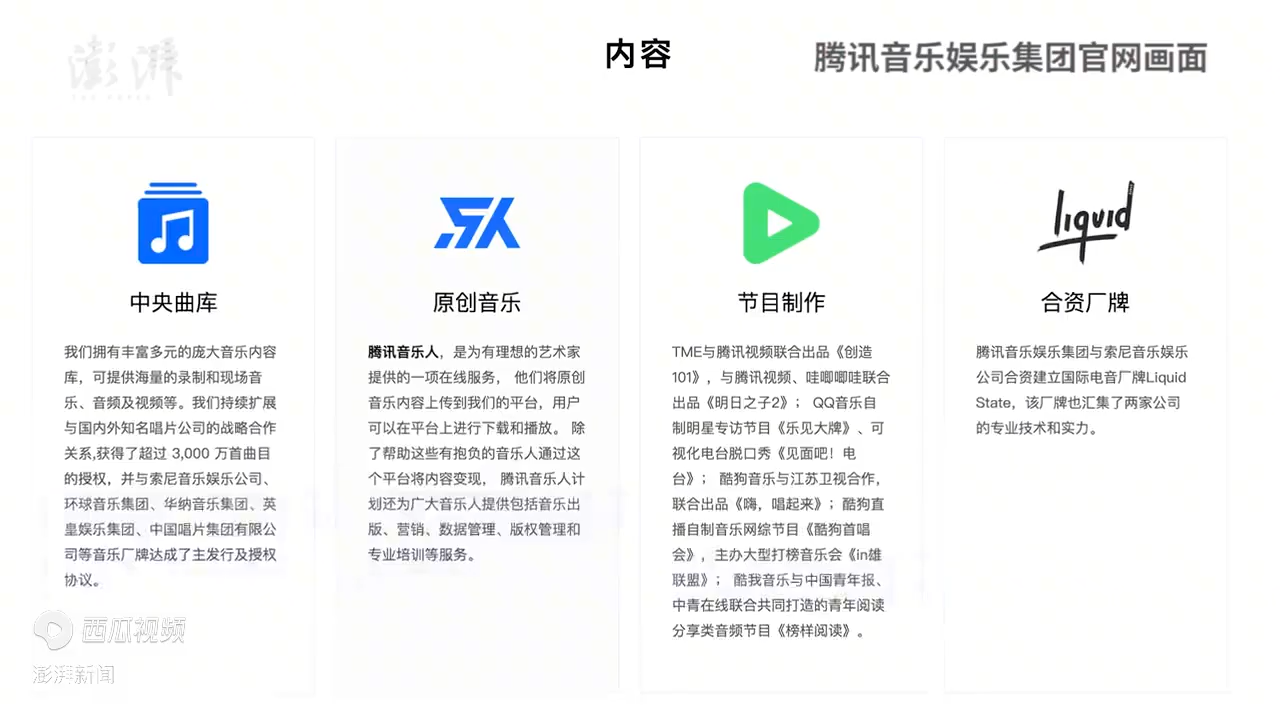 澎湃
THE PAPER
内容
腾讯音乐娱乐集团官网画面
中央曲库
我们拥有丰富多元的庞大音乐内容
库，可提供海量的录制和现场音
乐、音频及视频等。我们持续扩展
与国内外知名唱片公司的战略合作
关系,获得了超过 3,000 万首曲目
的授权，并与索尼音乐娱乐公司、
环球音乐集团、华纳音乐集团、英
皇娱乐集团、中国唱片集团有限公
司等音乐厂牌达成了主发行及授权
协议。
原创音乐
腾讯音乐人，是为有理想的艺术家
提供的一项在线服务， 他们将原创
音乐内容上传到我们的平台，用户
可以在平台上进行下载和播放。 除
了帮助这些有抱负的音乐人通过这
个平台将内容变现， 腾讯音乐人计
划还为广大音乐人提供包括音乐出
版、营销、数据管理、版权管理和
专业培训等服务。
节目制作
TME与腾讯视频联合出品《创造
101》，与腾讯视频、哇唧唧哇联合
出品《明日之子2》； QQ音乐自
制明星专访节目《乐见大牌》、可
视化电台脱口秀《见面吧！电
台》； 酷狗音乐与江苏卫视合作，
联合出品《嗨，唱起来》；酷狗直
播自制音乐网综节目《酷狗首唱
会》，主办大型打榜音乐会《in雄
联盟》； 酷我音乐与中国青年报、
中青在线联合共同打造的青年阅读
分享类音频节目《榜样阅读》。
liquid
合资厂牌
腾讯音乐娱乐集团与索尼音乐娱乐
公司合资建立国际电音厂牌Liquid
State，该厂牌也汇集了两家公司
的专业技术和实力。
西瓜视频
澎湃新闻